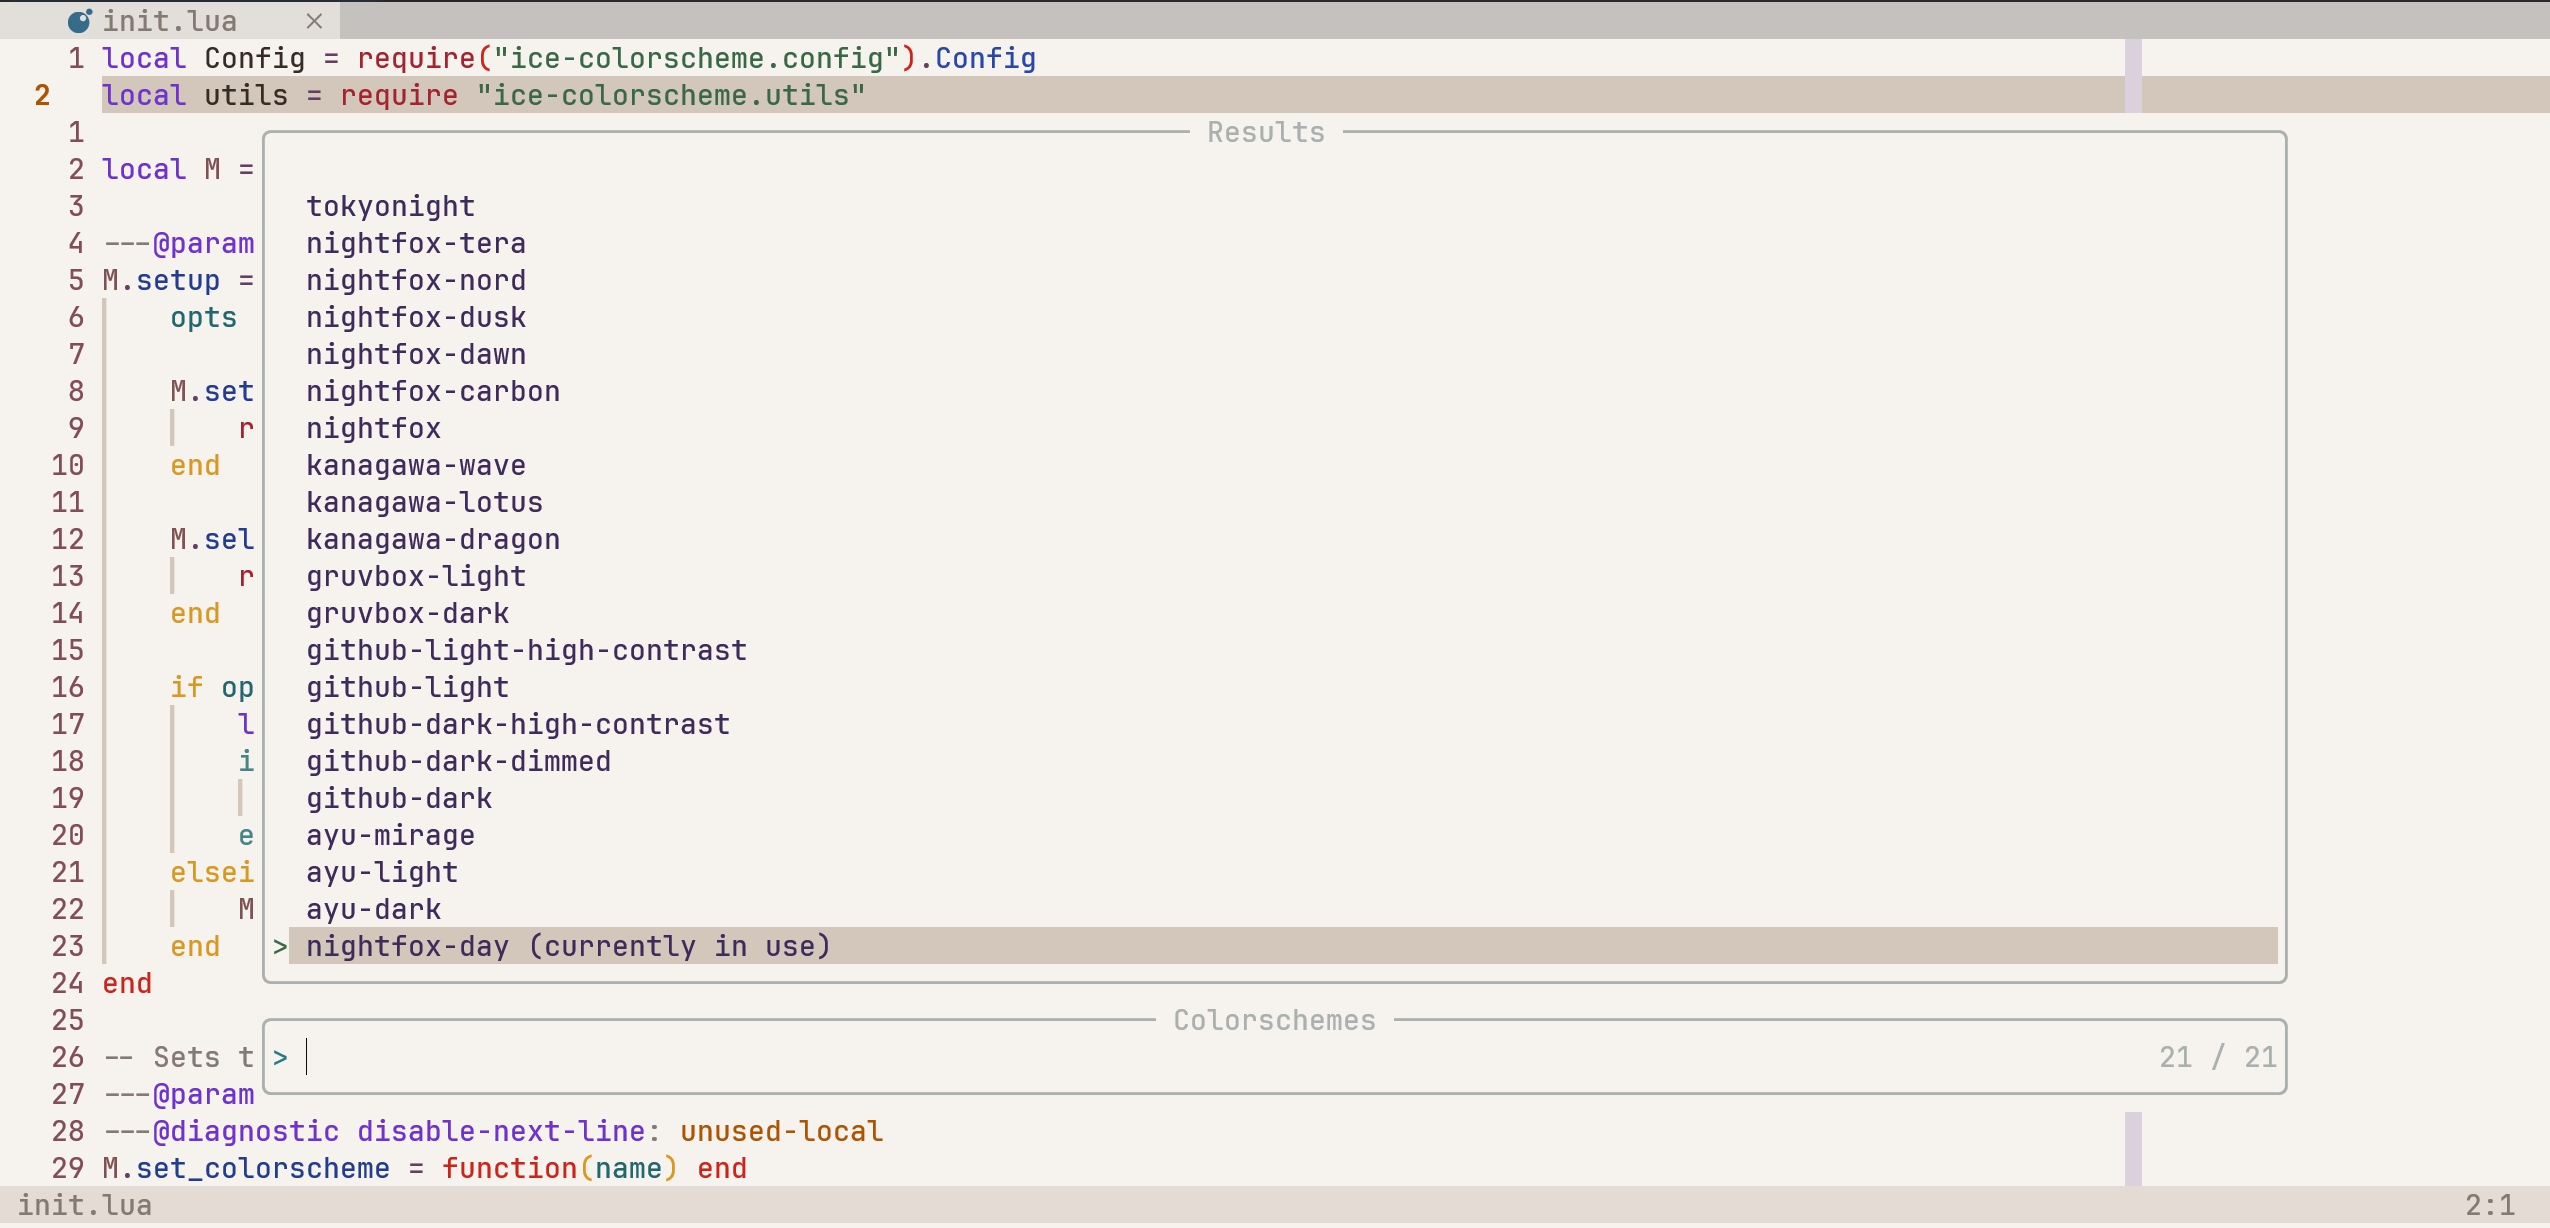 init.lua ×
1 local Config = require("ice-colorscheme.config").Config
2 local utils = require "ice-colorscheme.utils"
1
Results
2 local M =
3
tokyonight
4 ---@param
nightfox-tera
5 M.setup =
nightfox-nord
6 opts
nightfox-dusk
7
nightfox-dawn
8 M.set
nightfox-carbon
9 r
nightfox
10 end
kanagawa-wave
11
kanagawa-lotus
12 M.sel
kanagawa-dragon
13 r
gruvbox-light
14 end
gruvbox-dark
15
github-light-high-contrast
16 if op
github-light
17 l
github-dark-high-contrast
18 i
github-dark-dimmed
19
github-dark
20 e
ayu-mirage
21 elsei
ayu-light
22 M
ayu-dark
23 end
> nightfox-day (currently in use)
24 end
25
Colorschemes
26 -- Sets t
> 21 / 21
27 ---@param
28 ---@diagnostic disable-next-line: unused-local
29 M.set_colorscheme = function(name) end
init.lua 2:1